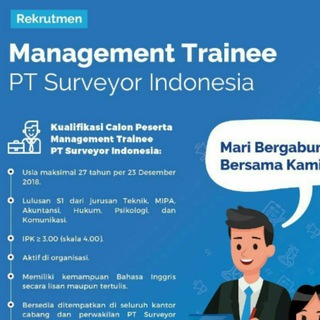 Rekrutmen
Management Trainee
PT Surveyor Indonesia
Kualifikasi Calon Peserta
Management Trainee
PT Surveyor Indonesia:
Usia maksimal 27 tahun per 23 Desember
2018.
Lulusan S1 dari jurusan Teknik, MIPA,
Akuntansi, Hukum, Psikologi, dan
Komunikasi.
IPK ≥ 3.00 (skala 4.00).
Aktif di organisasi.
Memiliki kemampuan Bahasa Inggris
secara lisan maupun tertulis.
Bersedia ditempatkan di seluruh kantor
cabang dan perwakilan PT Surveyor
Mari Bergabun
Bersama Kami